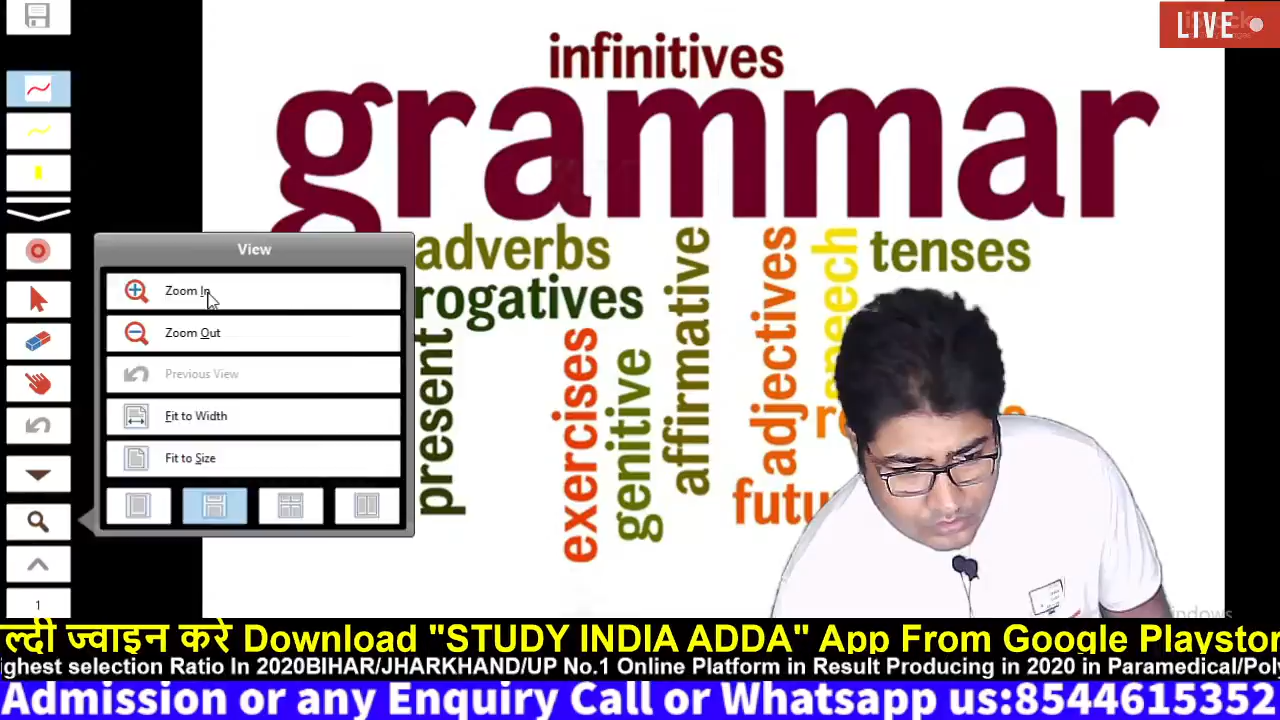 LIVE
infinitives
grammar
adverbs
tenses
rogatives
affirmative
adjectives
present
exercises
genitive
View
Zoom In
Zoom Out
Previous View
Fit to Width
Fit to Size
1
ल्दी ज्वाइन करे Download "STUDY INDIA ADDA" App From Google Playstor
ighest selection Ratio In 2020BIHAR/JHARKHAND/UP No.1 Online Platform in Result Producing in 2020 in Paramedical/Poly
Admission or any Enquiry Call or Whatsapp us:8544615352